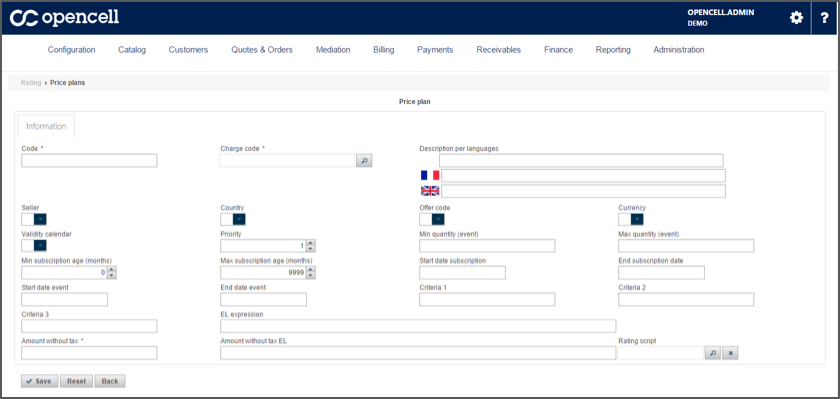 opencell
OPENCELL.ADMIN
DEMO
?
Configuration Catalog Customers Quotes & Orders Mediation Billing Payments Receivables Finance Reporting Administration
Rating › Price plans
Price plan
Information
Code * Charge code * Description per languages
Seller Country Offer code Currency
Validity calendar Priority Min quantity (event) Max quantity (event)
1
Min subscription age (months) Max subscription age (months) Start date subscription End subscription date
0 9999
Start date event End date event Criteria 1 Criteria 2
Criteria 3 EL expression
Amount without tax * Amount without tax EL Rating script
Save Reset Back